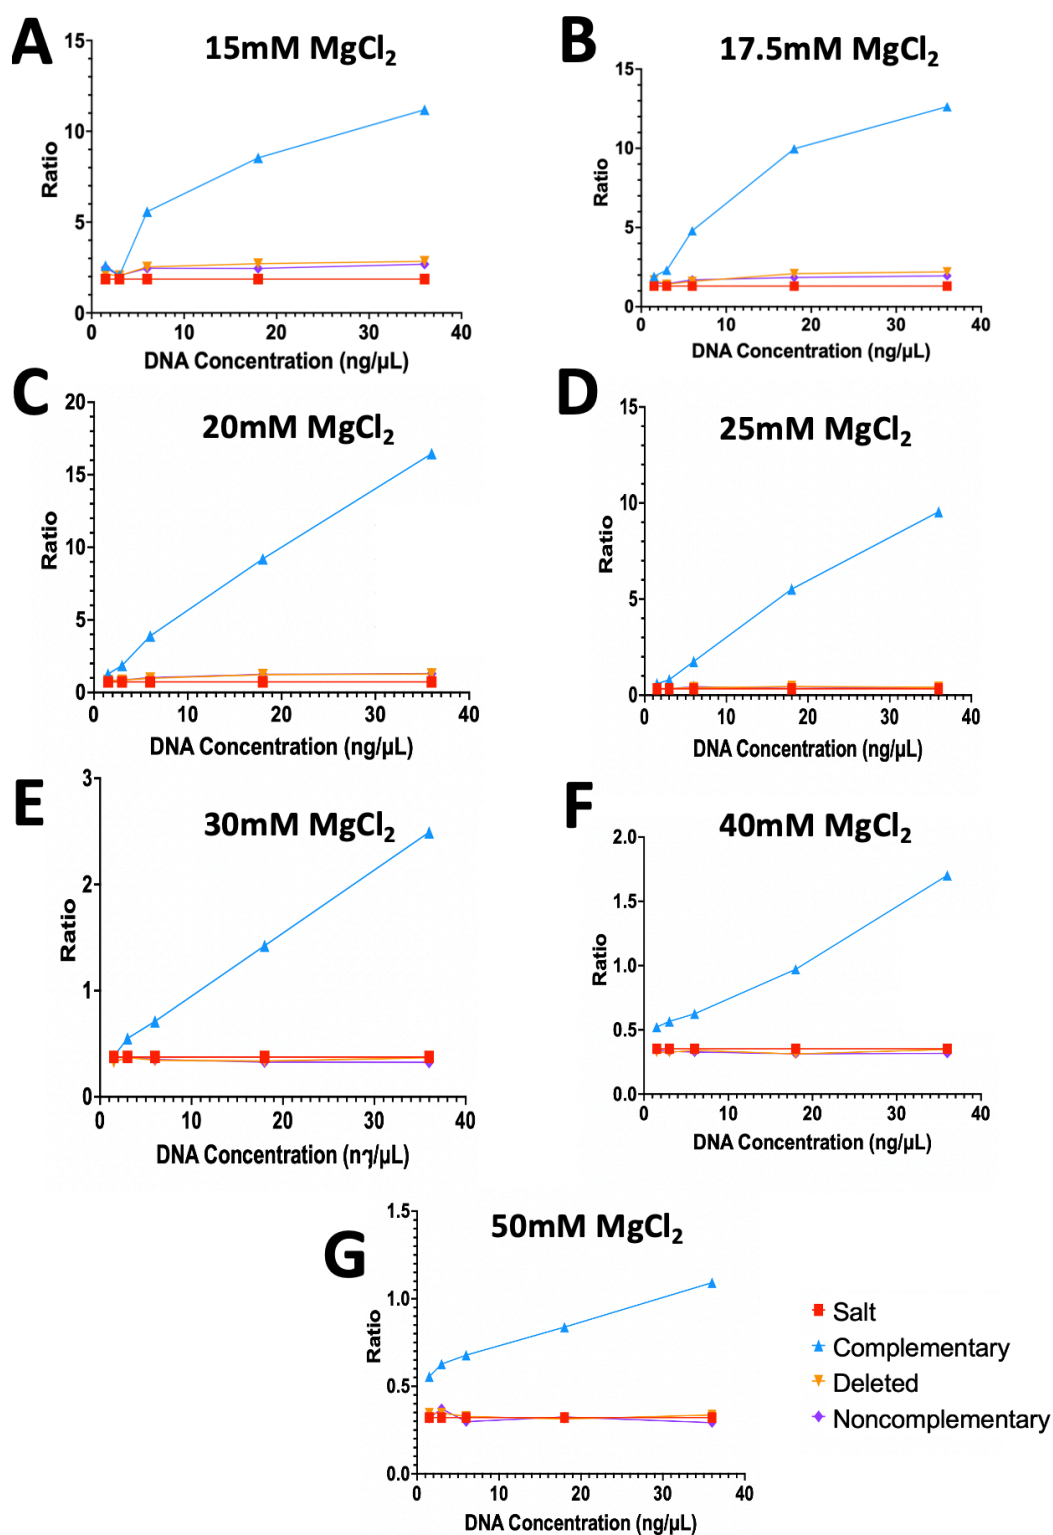 A
15mM MgCl₂
15
10
5
0
Ratio
0 10 20 30 40
DNA Concentration (ng/µL)
B
17.5mM MgCl₂
15
10
5
0
Ratio
0 10 20 30 40
DNA Concentration (ng/µL)
C
20mM MgCl₂
20
15
10
5
0
Ratio
0 10 20 30 40
DNA Concentration (ng/µL)
D
25mM MgCl₂
15
10
5
0
Ratio
0 10 20 30 40
DNA Concentration (ng/µL)
E
30mM MgCl₂
3
2
1
0
Ratio
0 10 20 30 40
DNA Concentration (ng/µL)
F
40mM MgCl₂
2.0
1.5
1.0
0.5
0.0
Ratio
0 10 20 30 40
DNA Concentration (ng/µL)
G
50mM MgCl₂
1.5
1.0
0.5
0.0
Ratio
0 10 20 30 40
DNA Concentration (ng/µL)
Salt
Complementary
Deleted
Noncomplementary